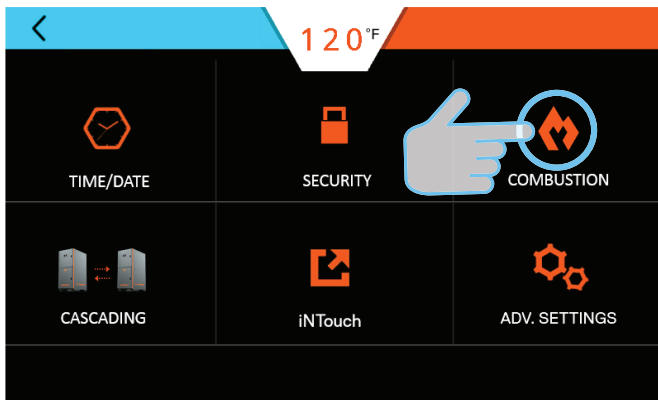 120°F
TIME/DATE
SECURITY
COMBUSTION
CASCADING
iNTouch
ADV. SETTINGS